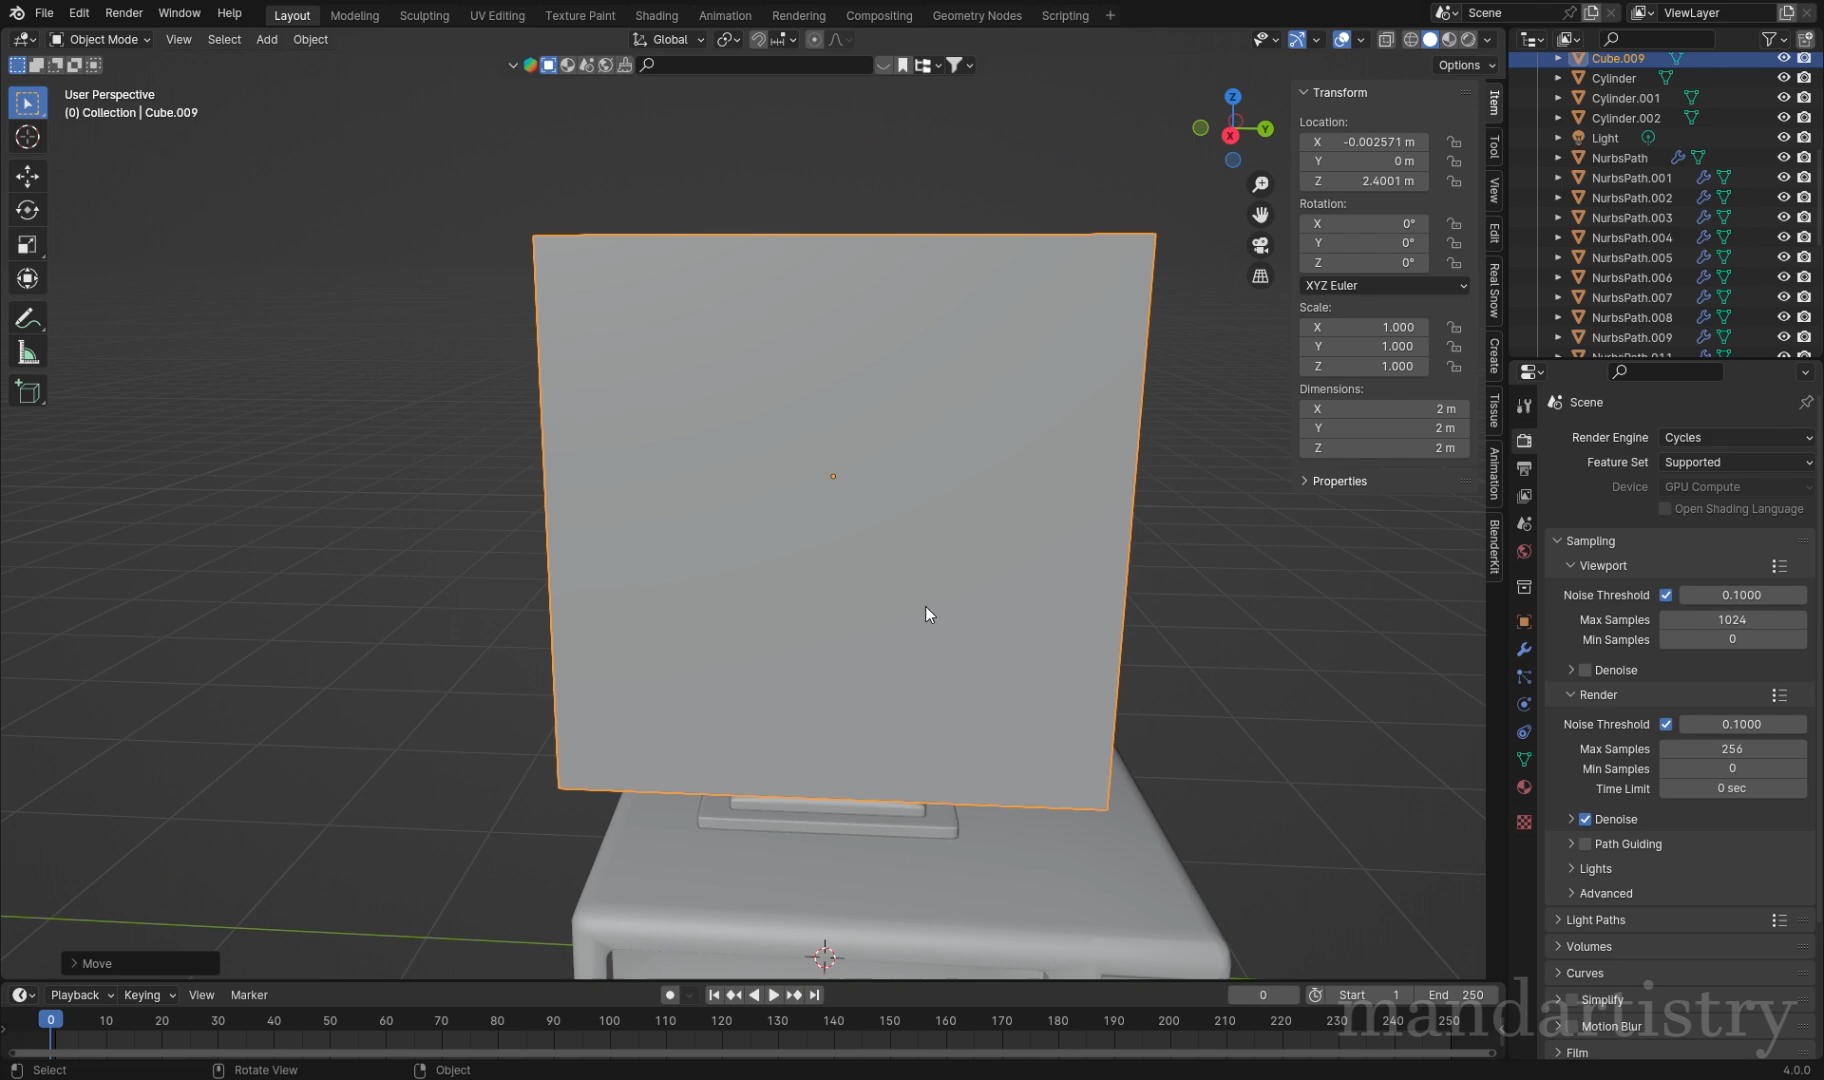 File Edit Render Window Help Layout Modeling Sculpting UV Editing Texture Paint Shading Animation Rendering Compositing Geometry Nodes Scripting + Scene ViewLayer
Object Mode View Select Add Object Global
Options
User Perspective
(0) Collection | Cube.009
Transform
Location:
X -0.002571 m
Y 0 m
Z 2.4001 m
Rotation:
X 0°
Y 0°
Z 0°
XYZ Euler
Scale:
X 1.000
Y 1.000
Z 1.000
Dimensions:
X 2 m
Y 2 m
Z 2 m
Properties
Item
Tool
View
Edit
Real Snow
Create
Tissue
Animation
BlenderKit
Z
Y
X
Cube.009
Cylinder
Cylinder.001
Cylinder.002
Light
NurbsPath
NurbsPath.001
NurbsPath.002
NurbsPath.003
NurbsPath.004
NurbsPath.005
NurbsPath.006
NurbsPath.007
NurbsPath.008
NurbsPath.009
NurbsPath.011
Scene
Render Engine Cycles
Feature Set Supported
Device GPU Compute
Open Shading Language
Sampling
Viewport
Noise Threshold 0.1000
Max Samples 1024
Min Samples 0
Denoise
Render
Noise Threshold 0.1000
Max Samples 256
Min Samples 0
Time Limit 0 sec
Denoise
Path Guiding
Lights
Advanced
Light Paths
Volumes
Curves
Simplify
Motion Blur
Film
Move
Playback Keying View Marker 0 Start 1 End 250
0 10 20 30 40 50 60 70 80 90 100 110 120 130 140 150 160 170 180 190 200 210 220 230 240 250
mandartistry
Select Rotate View Object 4.0.0